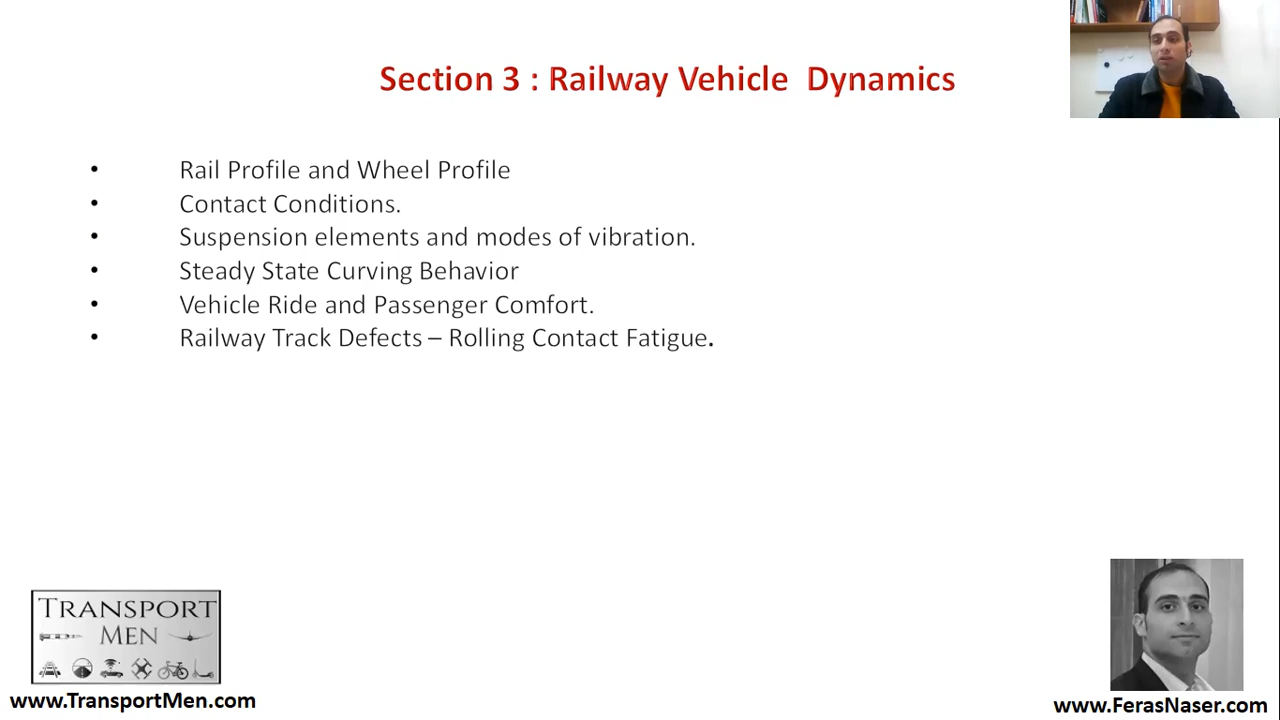 Section 3 : Railway Vehicle Dynamics
• Rail Profile and Wheel Profile
• Contact Conditions.
• Suspension elements and modes of vibration.
• Steady State Curving Behavior
• Vehicle Ride and Passenger Comfort.
• Railway Track Defects – Rolling Contact Fatigue.
TRANSPORT
MEN
www.TransportMen.com
www.FerasNaser.com